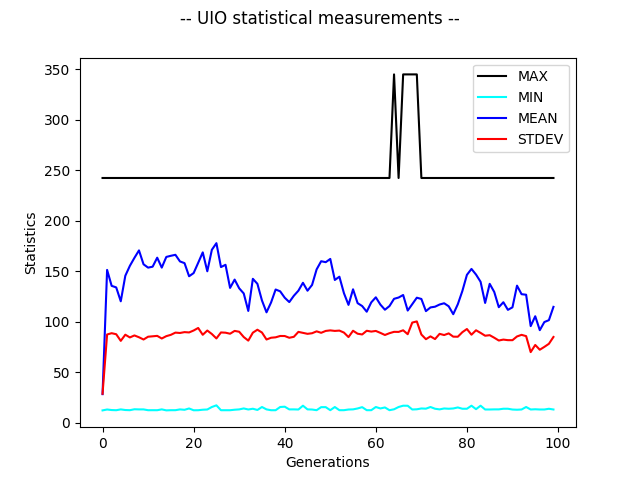 -- UIO statistical measurements --
350
300
250
200
150
100
50
0
Statistics
MAX
MIN
MEAN
STDEV
0 20 40 60 80 100
Generations